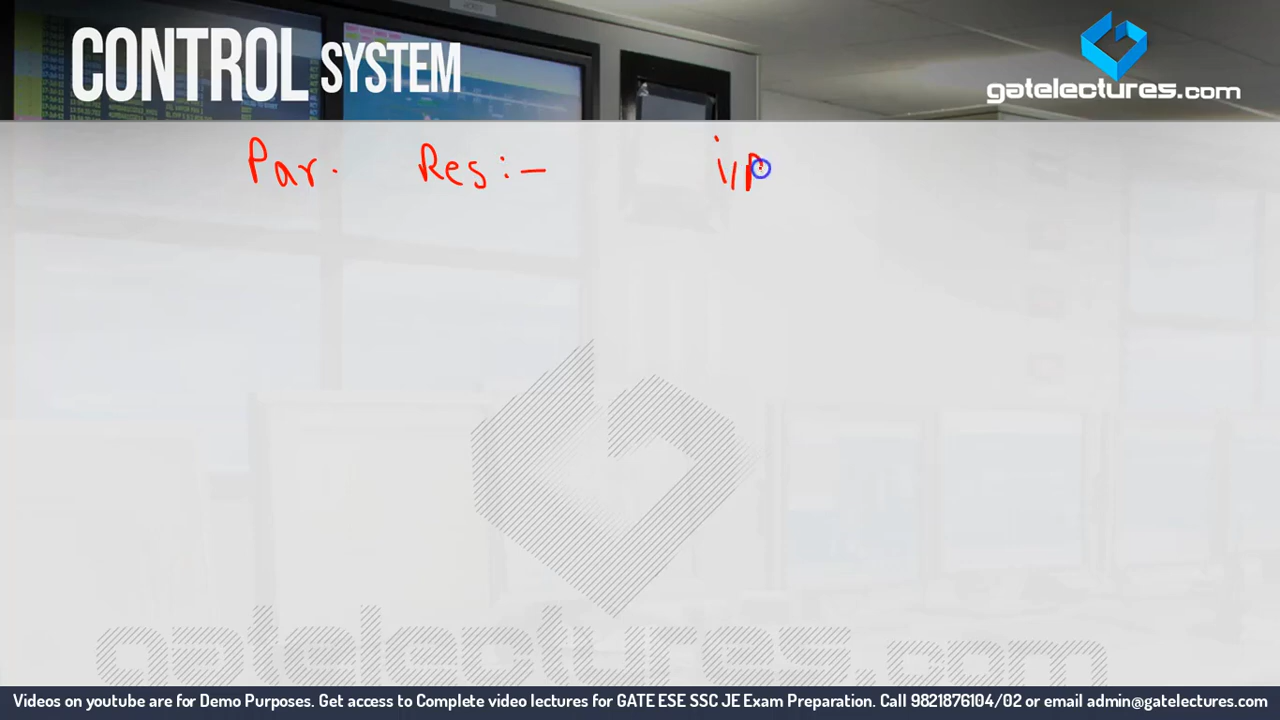 CONTROL SYSTEM
gatelectures.com
Par. Res:- i/p
gatelectures.com
Videos on youtube are for Demo Purposes. Get access to Complete video lectures for GATE ESE SSC JE Exam Preparation. Call 9821876104/02 or email admin@gatelectures.com